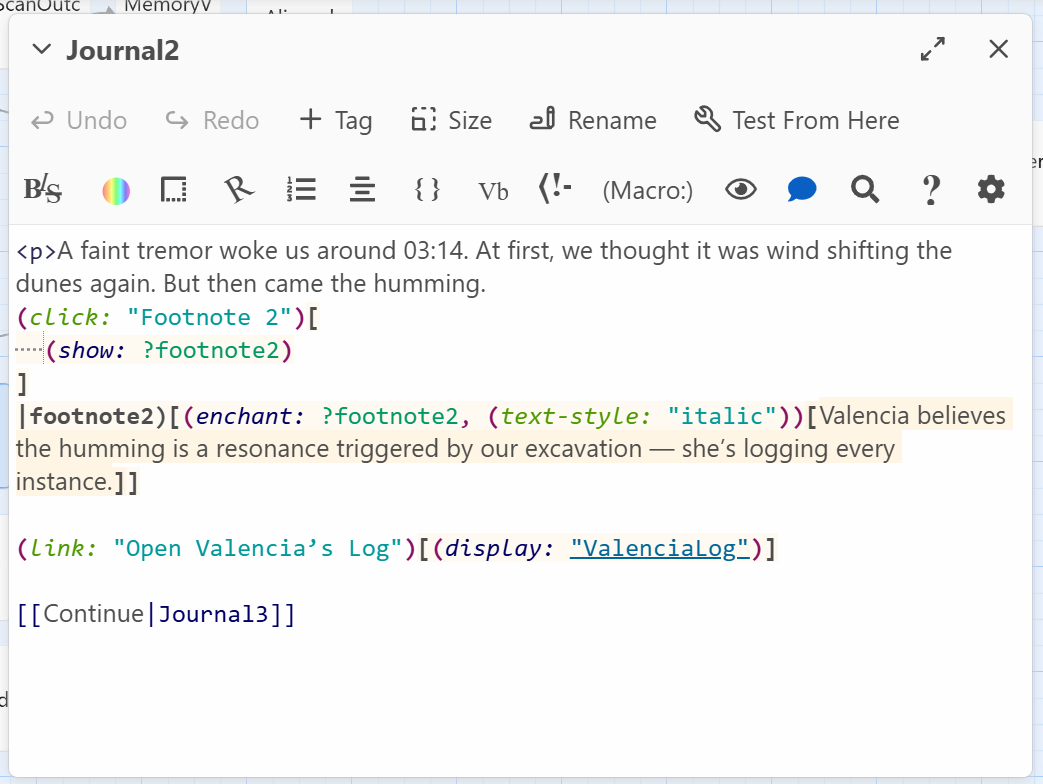 MemoryV
Journal2
Undo
Redo
+ Tag
Size
Rename
Test From Here
{ }
Vb
(Macro:)
?
<p>A faint tremor woke us around 03:14. At first, we thought it was wind shifting the
dunes again. But then came the humming.
(click: "Footnote 2")[
····(show: ?footnote2)
]
|footnote2)[(enchant: ?footnote2, (text-style: "italic"))[Valencia believes
the humming is a resonance triggered by our excavation — she’s logging every
instance.]]
(link: "Open Valencia’s Log")[(display: "ValenciaLog")]
[[Continue|Journal3]]